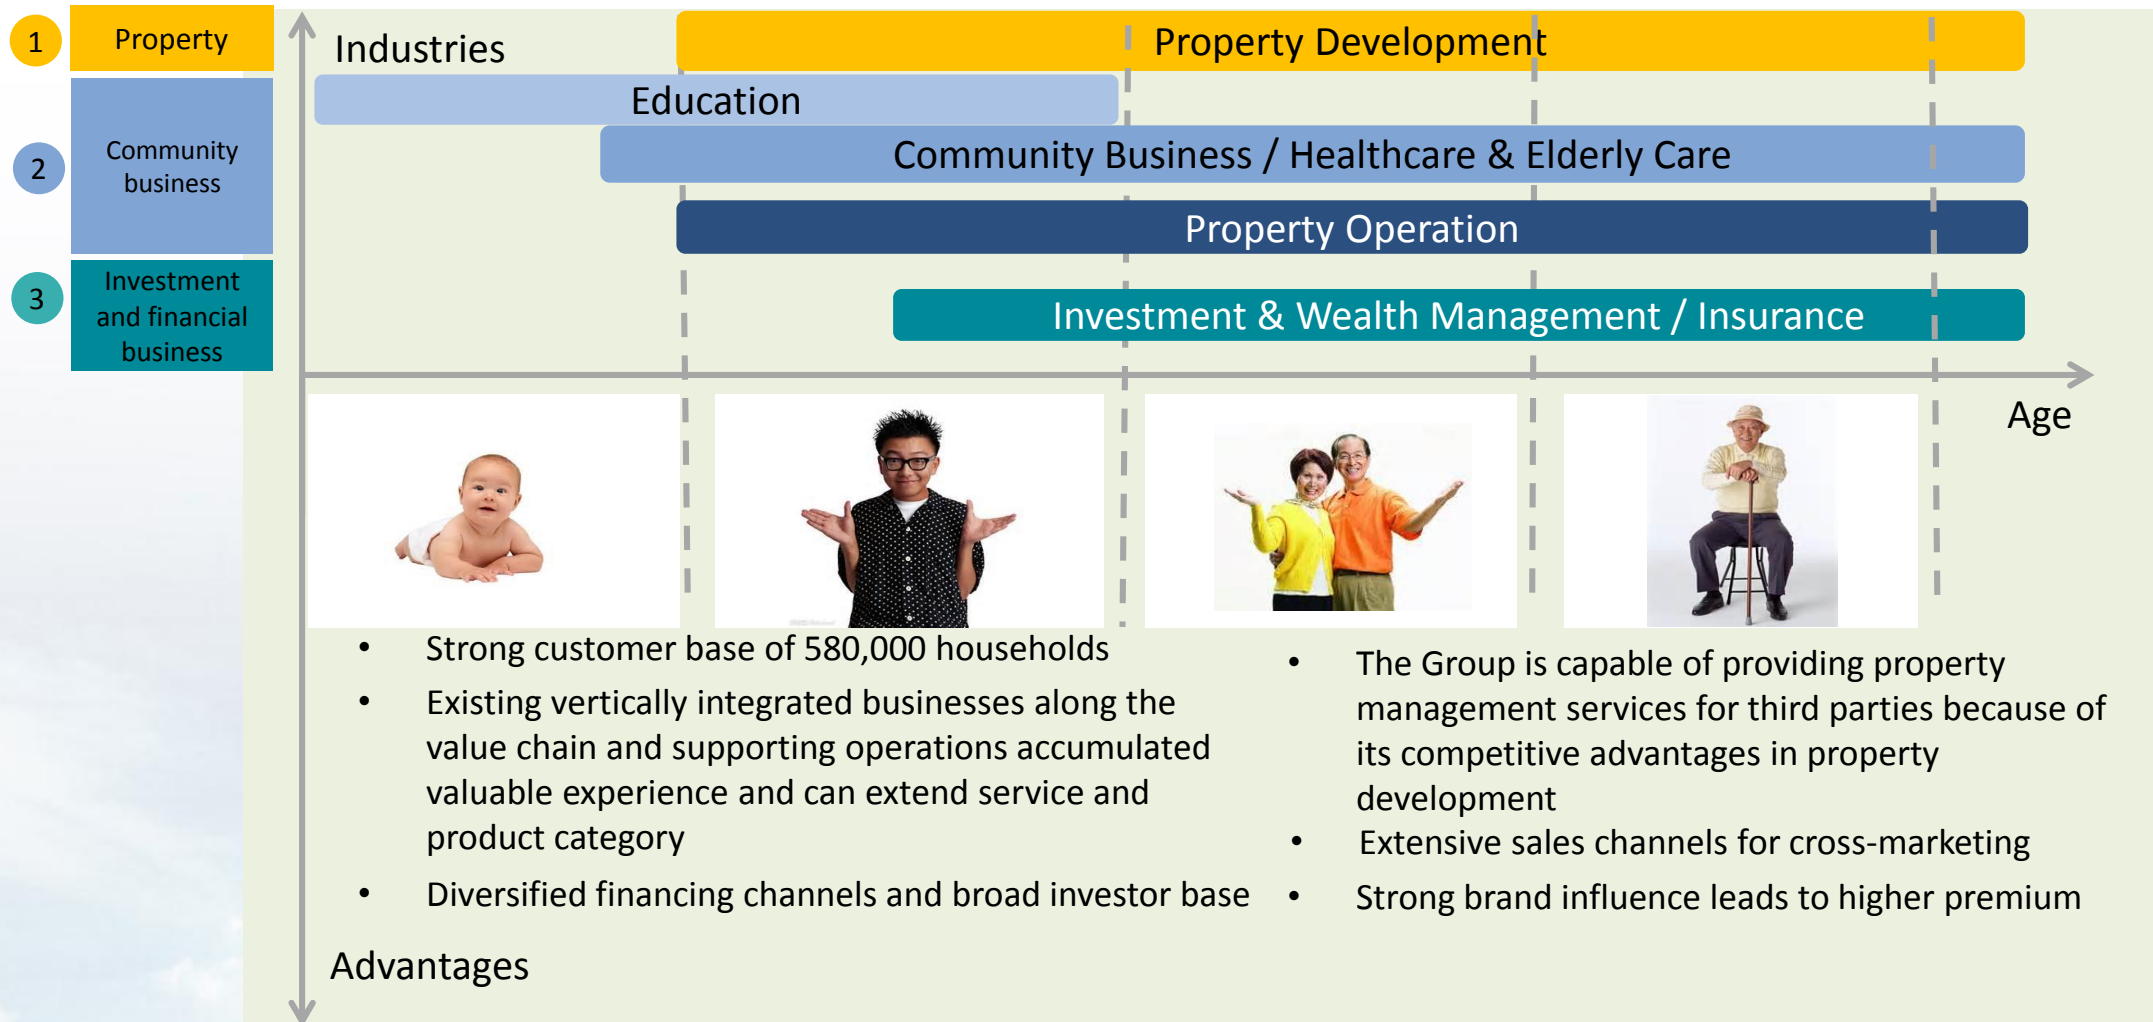 1
Property
2
Community
business
3
Investment
and financial
business
Industries
Property Development
Education
Community Business / Healthcare & Elderly Care
Property Operation
Investment & Wealth Management / Insurance
Age
• Strong customer base of 580,000 households
• Existing vertically integrated businesses along the
value chain and supporting operations accumulated
valuable experience and can extend service and
product category
• Diversified financing channels and broad investor base
• The Group is capable of providing property
management services for third parties because of
its competitive advantages in property
development
• Extensive sales channels for cross-marketing
• Strong brand influence leads to higher premium
Advantages